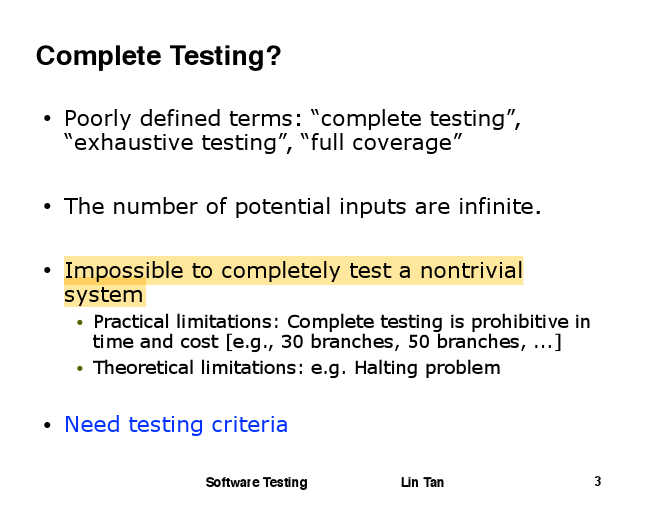 Complete Testing?
• Poorly defined terms: “complete testing”,
“exhaustive testing”, “full coverage”
• The number of potential inputs are infinite.
• Impossible to completely test a nontrivial
system
• Practical limitations: Complete testing is prohibitive in
time and cost [e.g., 30 branches, 50 branches, ...]
• Theoretical limitations: e.g. Halting problem
• Need testing criteria
Software Testing Lin Tan 3